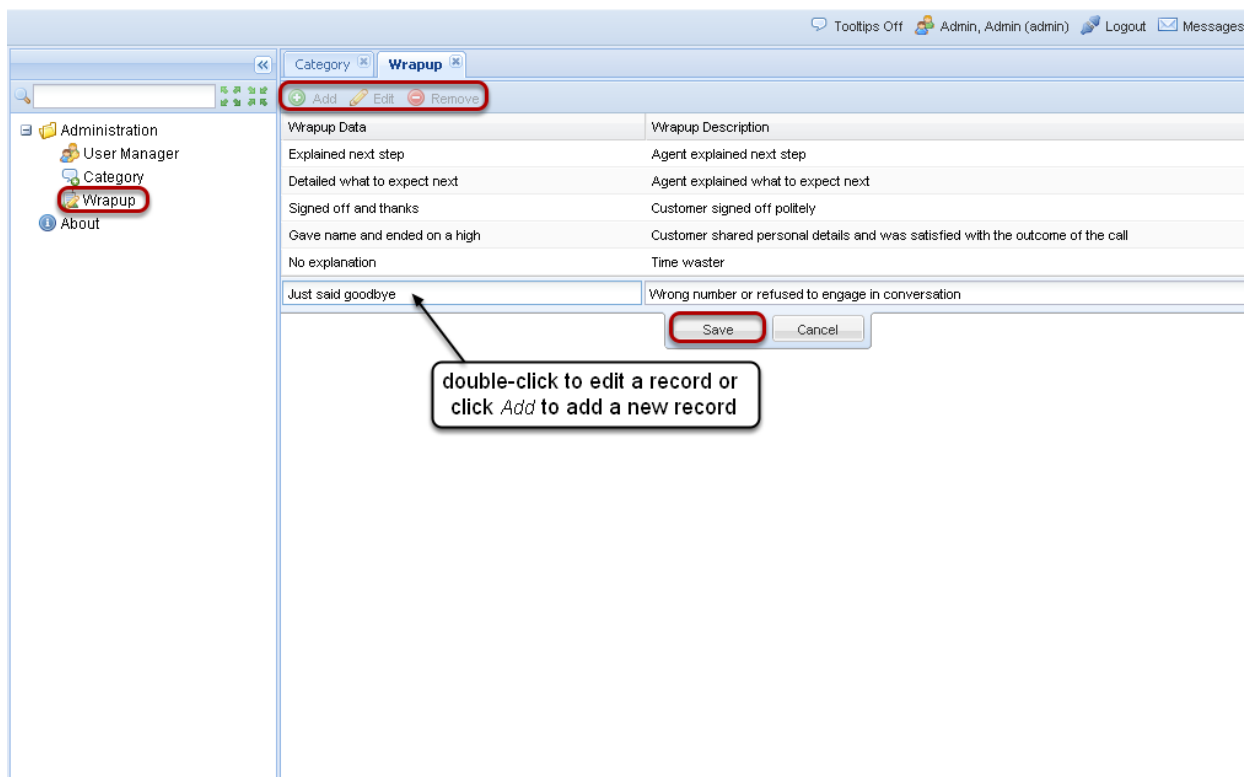 Tooltips Off Admin, Admin (admin) Logout Messages
Category Wrapup
Add Edit Remove
Administration
User Manager
Category
Wrapup
About
Wrapup Data Wrapup Description
Explained next step Agent explained next step
Detailed what to expect next Agent explained what to expect next
Signed off and thanks Customer signed off politely
Gave name and ended on a high Customer shared personal details and was satisfied with the outcome of the call
No explanation Time waster
Just said goodbye Wrong number or refused to engage in conversation
Save Cancel
double-click to edit a record or
click Add to add a new record